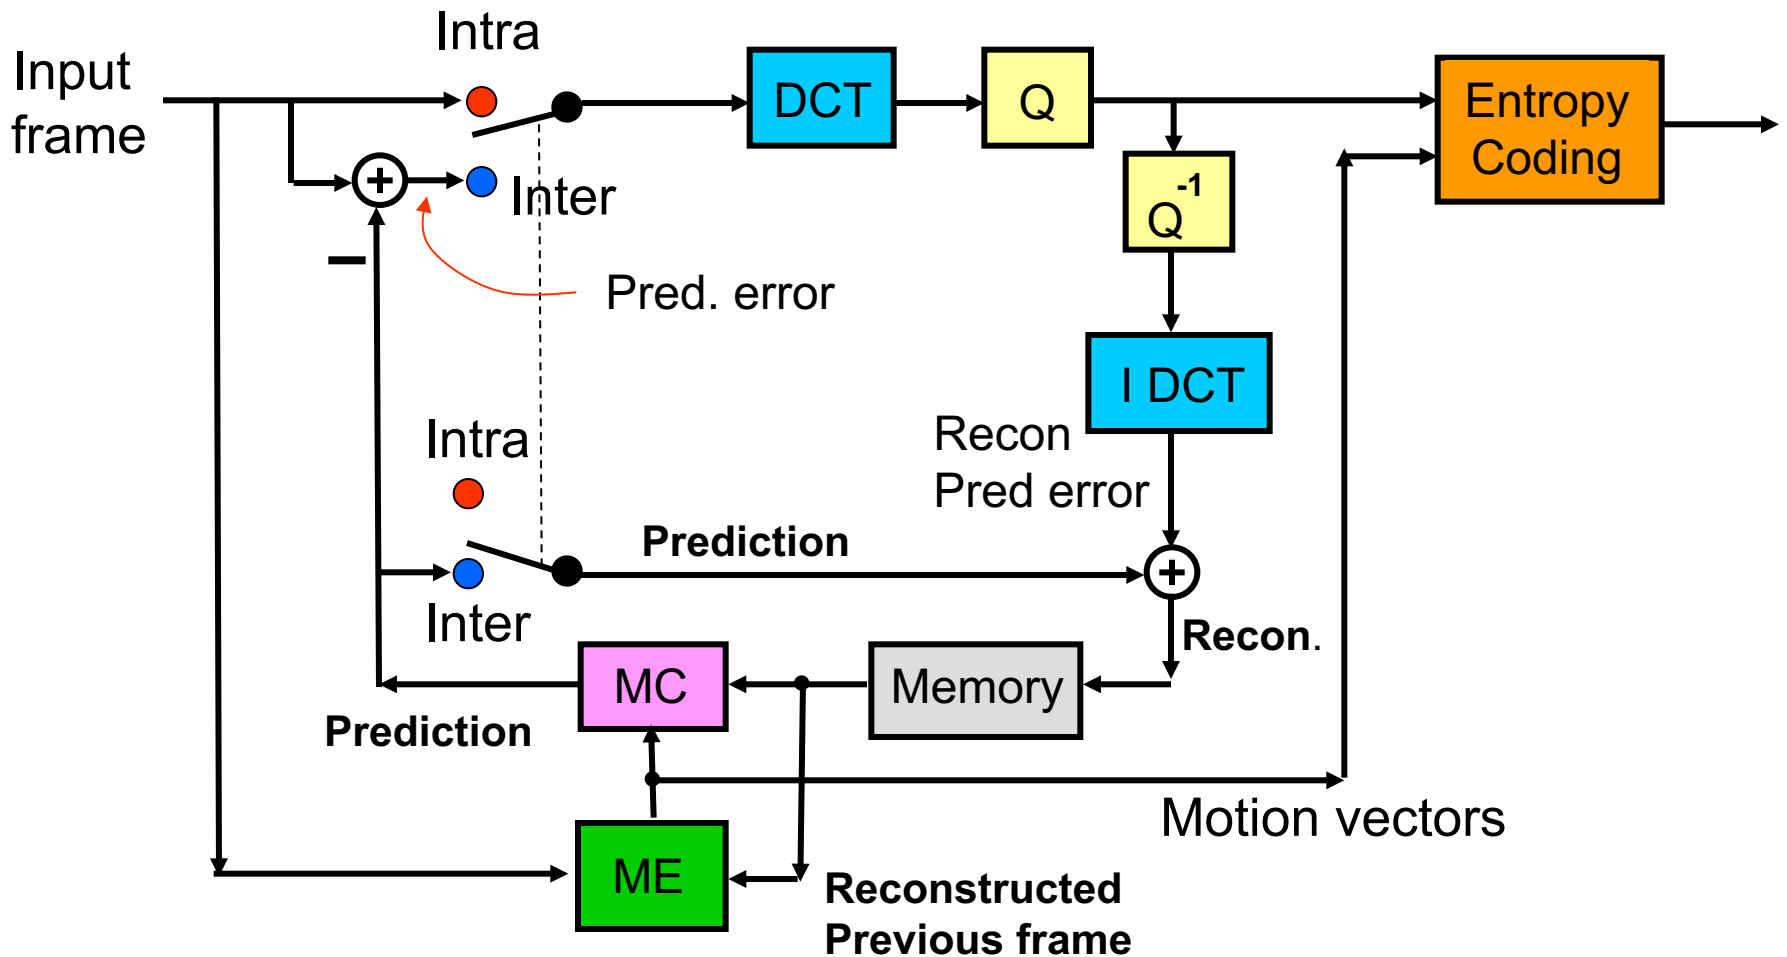 Intra
Input
frame
DCT
Q
Entropy
Coding
+
Inter
-1
Q
–
Pred. error
I DCT
Intra
Recon
Pred error
Prediction
+
Inter
Recon.
MC
Memory
Prediction
Motion vectors
ME
Reconstructed
Previous frame